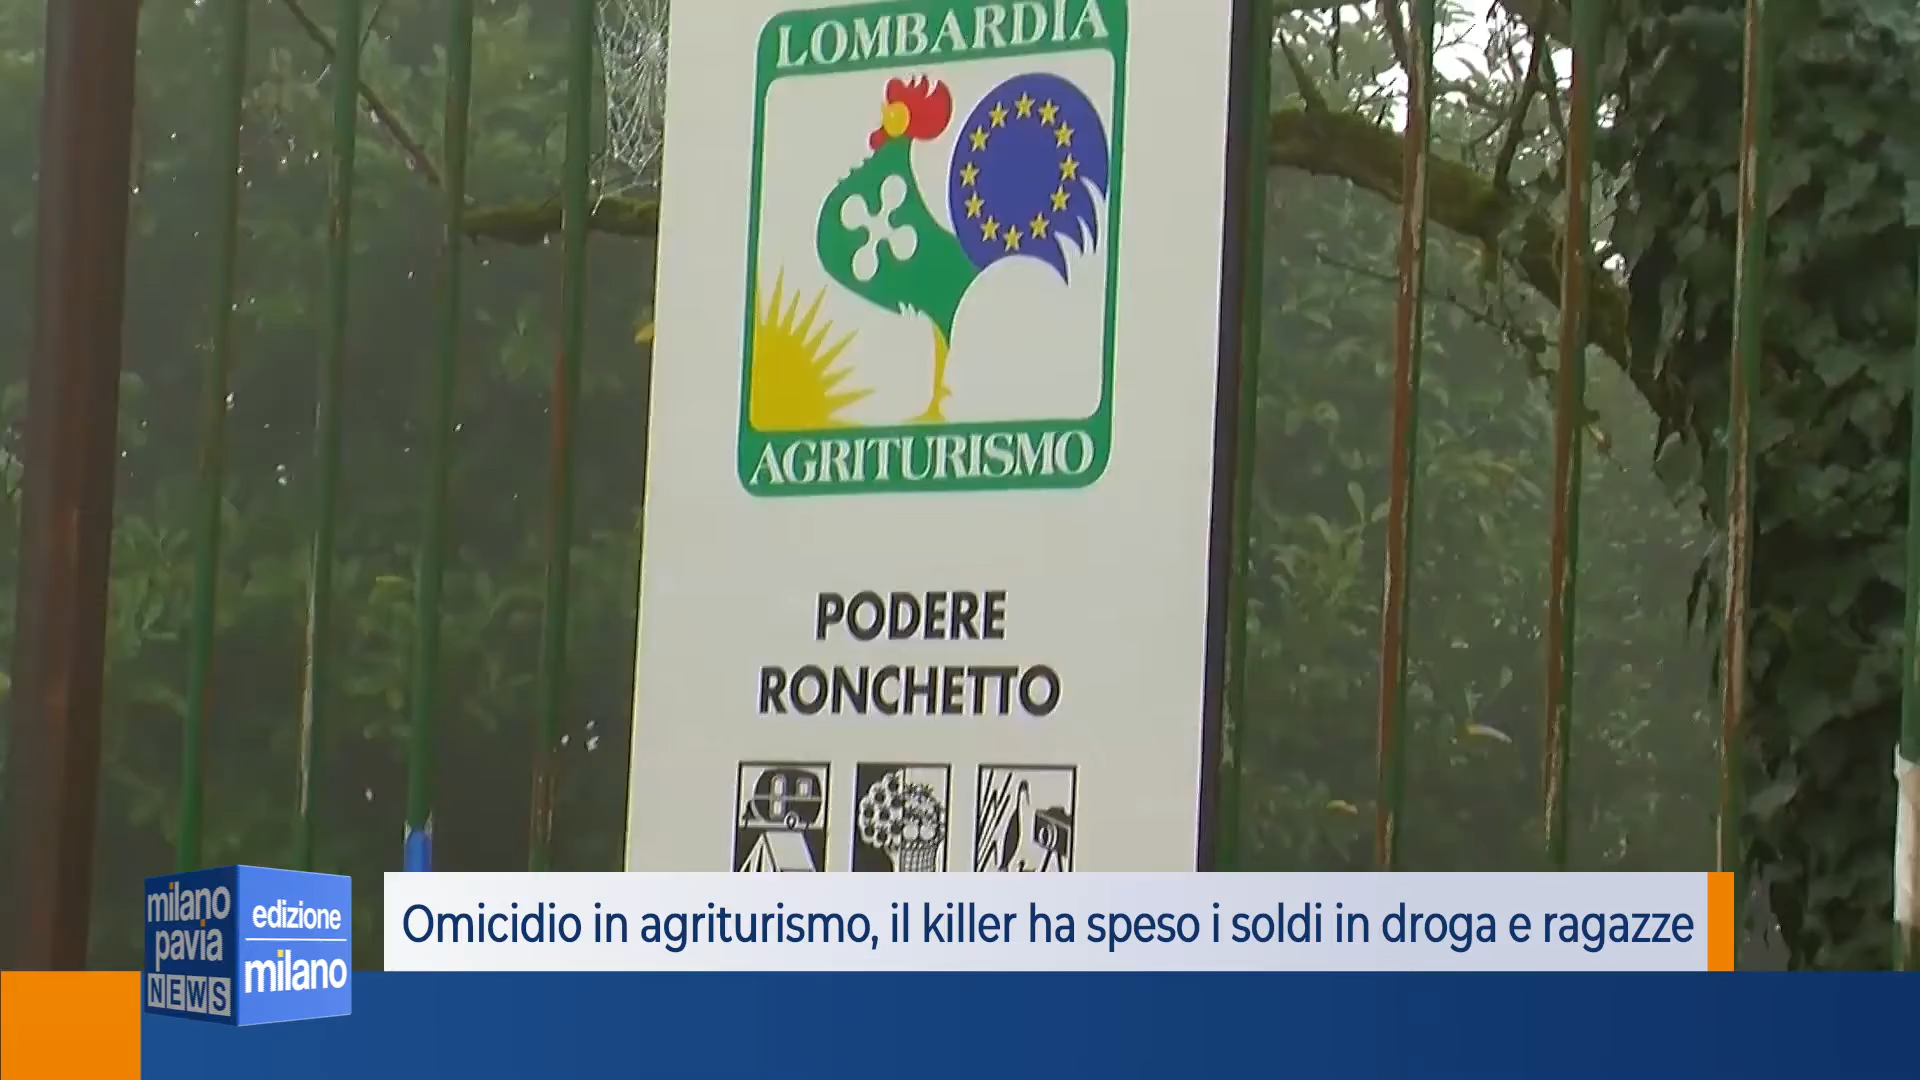 LOMBARDIA
AGRITURISMO
PODERE
RONCHETTO
milano
pavia
NEWS
edizione
milano
Omicidio in agriturismo, il killer ha speso i soldi in droga e ragazze